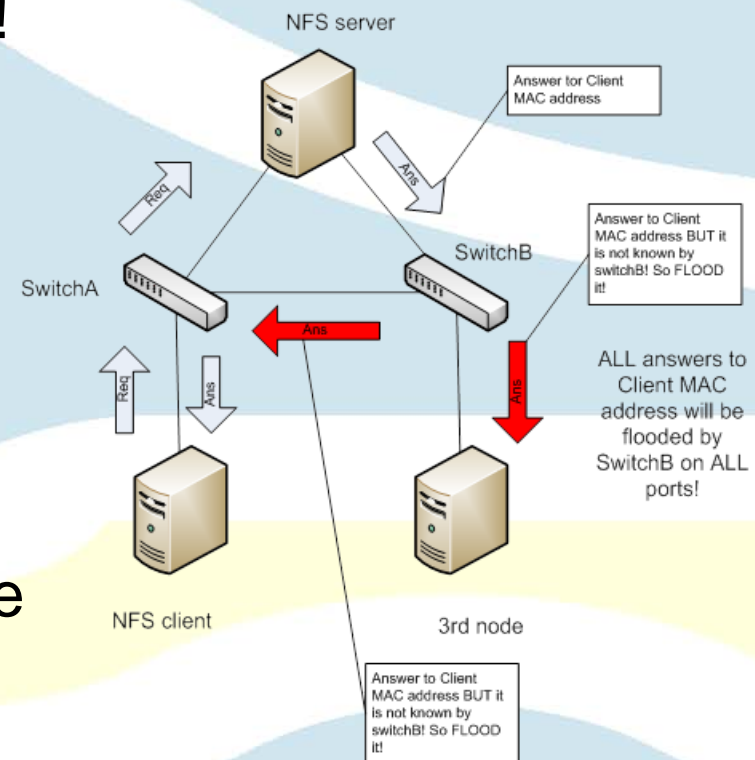 !
NFS server
Answer tor Client
MAC address
Ans
Req
Answer to Client
MAC address BUT it
is not known by
switchB! So FLOOD
it!
SwitchB
SwitchA
Ans
Req
Ans
Ans
ALL answers to
Client MAC
address will be
flooded by
SwitchB on ALL
ports!
e
NFS client
3rd node
Answer to Client
MAC address BUT it
is not known by
switchB! So FLOOD
it!